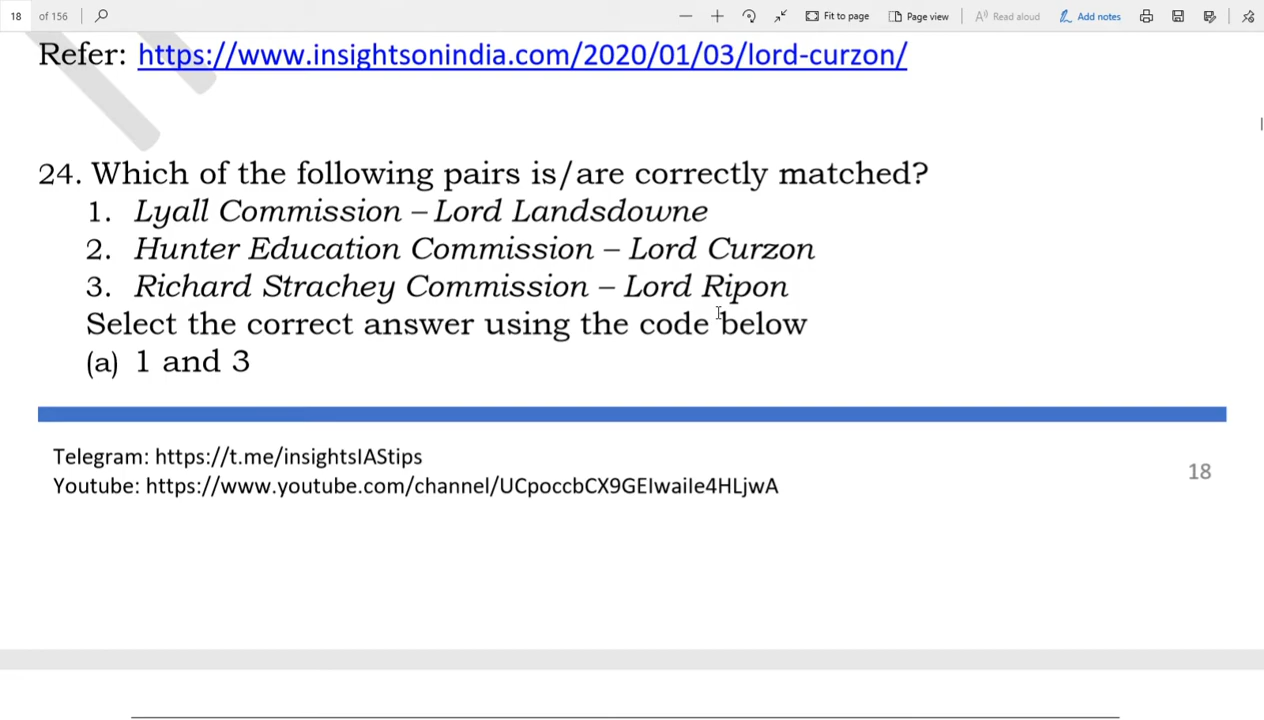 18 of 156 Fit to page Page view Read aloud Add notes
Refer: https://www.insightsonindia.com/2020/01/03/lord-curzon/
24. Which of the following pairs is/are correctly matched?
1. Lyall Commission – Lord Landsdowne
2. Hunter Education Commission – Lord Curzon
3. Richard Strachey Commission – Lord Ripon
Select the correct answer using the code below
(a) 1 and 3
Telegram: https://t.me/insightsIAStips
18
Youtube: https://www.youtube.com/channel/UCpoccbCX9GEIwaiIe4HLjwA